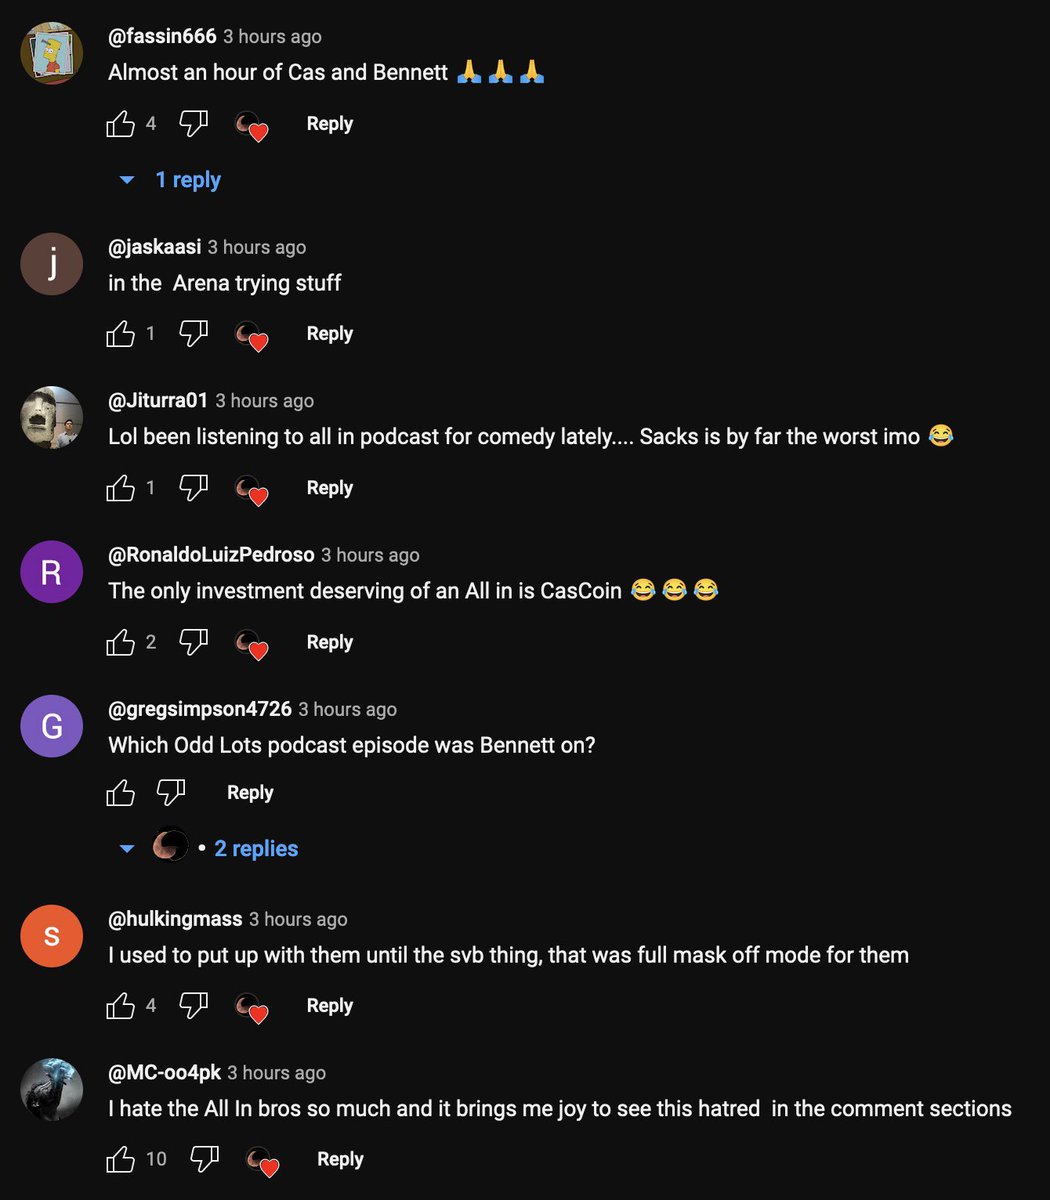 @fassin666 3 hours ago
Almost an hour of Cas and Bennett 🙏🙏🙏
4 Reply
1 reply
j
@jaskaasi 3 hours ago
in the  Arena trying stuff
1 Reply
@Jiturra01 3 hours ago
Lol been listening to all in podcast for comedy lately.... Sacks is by far the worst imo 😂
1 Reply
R
@RonaldoLuizPedroso 3 hours ago
The only investment deserving of an All in is CasCoin 😂😂😂
2 Reply
G
@gregsimpson4726 3 hours ago
Which Odd Lots podcast episode was Bennett on?
Reply
• 2 replies
S
@hulkingmass 3 hours ago
I used to put up with them until the svb thing, that was full mask off mode for them
4 Reply
@MC-oo4pk 3 hours ago
I hate the All In bros so much and it brings me joy to see this hatred  in the comment sections
10 Reply